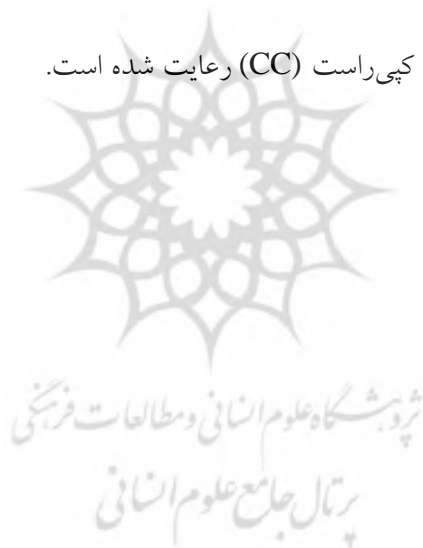 کپی‌راست (CC) رعایت شده است.
پژوهشگاه علوم انسانی و مطالعات فرهنگی
پرتال جامع علوم انسانی